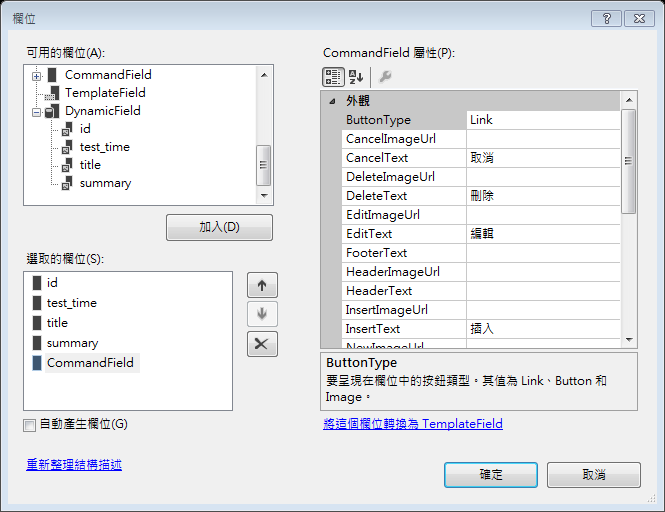 欄位
可用的欄位(A):
CommandField
TemplateField
DynamicField
id
test_time
title
summary
加入(D)
選取的欄位(S):
id
test_time
title
summary
CommandField
自動產生欄位(G)
重新整理結構描述
CommandField 屬性(P):
外觀
ButtonType Link
CancelImageUrl
CancelText 取消
DeleteImageUrl
DeleteText 刪除
EditImageUrl
EditText 編輯
FooterText
HeaderImageUrl
HeaderText
InsertImageUrl
InsertText 插入
NewImageUrl
ButtonType
要呈現在欄位中的按鈕類型。其值為 Link、Button 和
Image。
將這個欄位轉換為 TemplateField
確定
取消